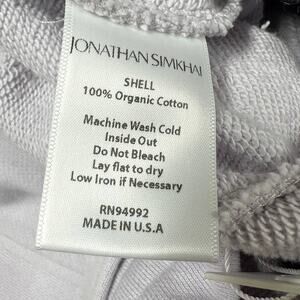 JONATHAN SIMKHAI
SHELL
100% Organic Cotton
Machine Wash Cold
Inside Out
Do Not Bleach
Lay flat to dry
Low Iron if Necessary
RN94992
MADE IN U.S.A